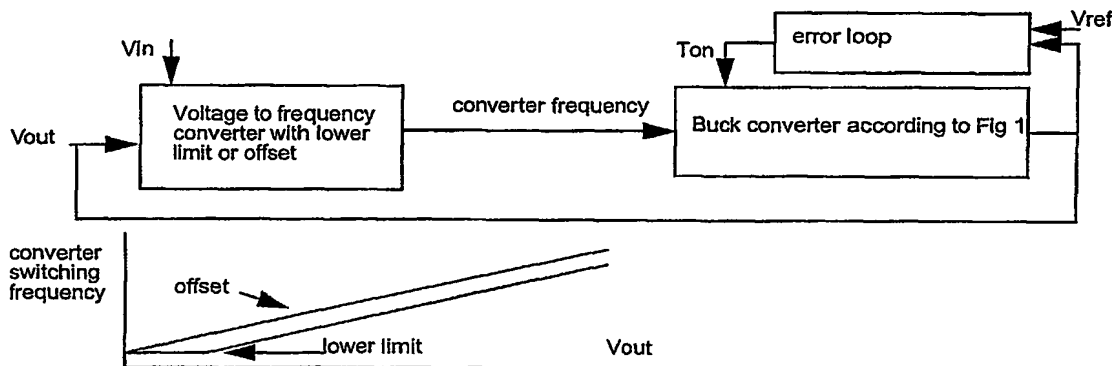 Vin
Vout
Voltage to frequency
converter with lower
limit or offset
converter frequency
Ton
error loop
Vref
Buck converter according to Fig 1
converter
switching
frequency
offset
lower limit
Vout